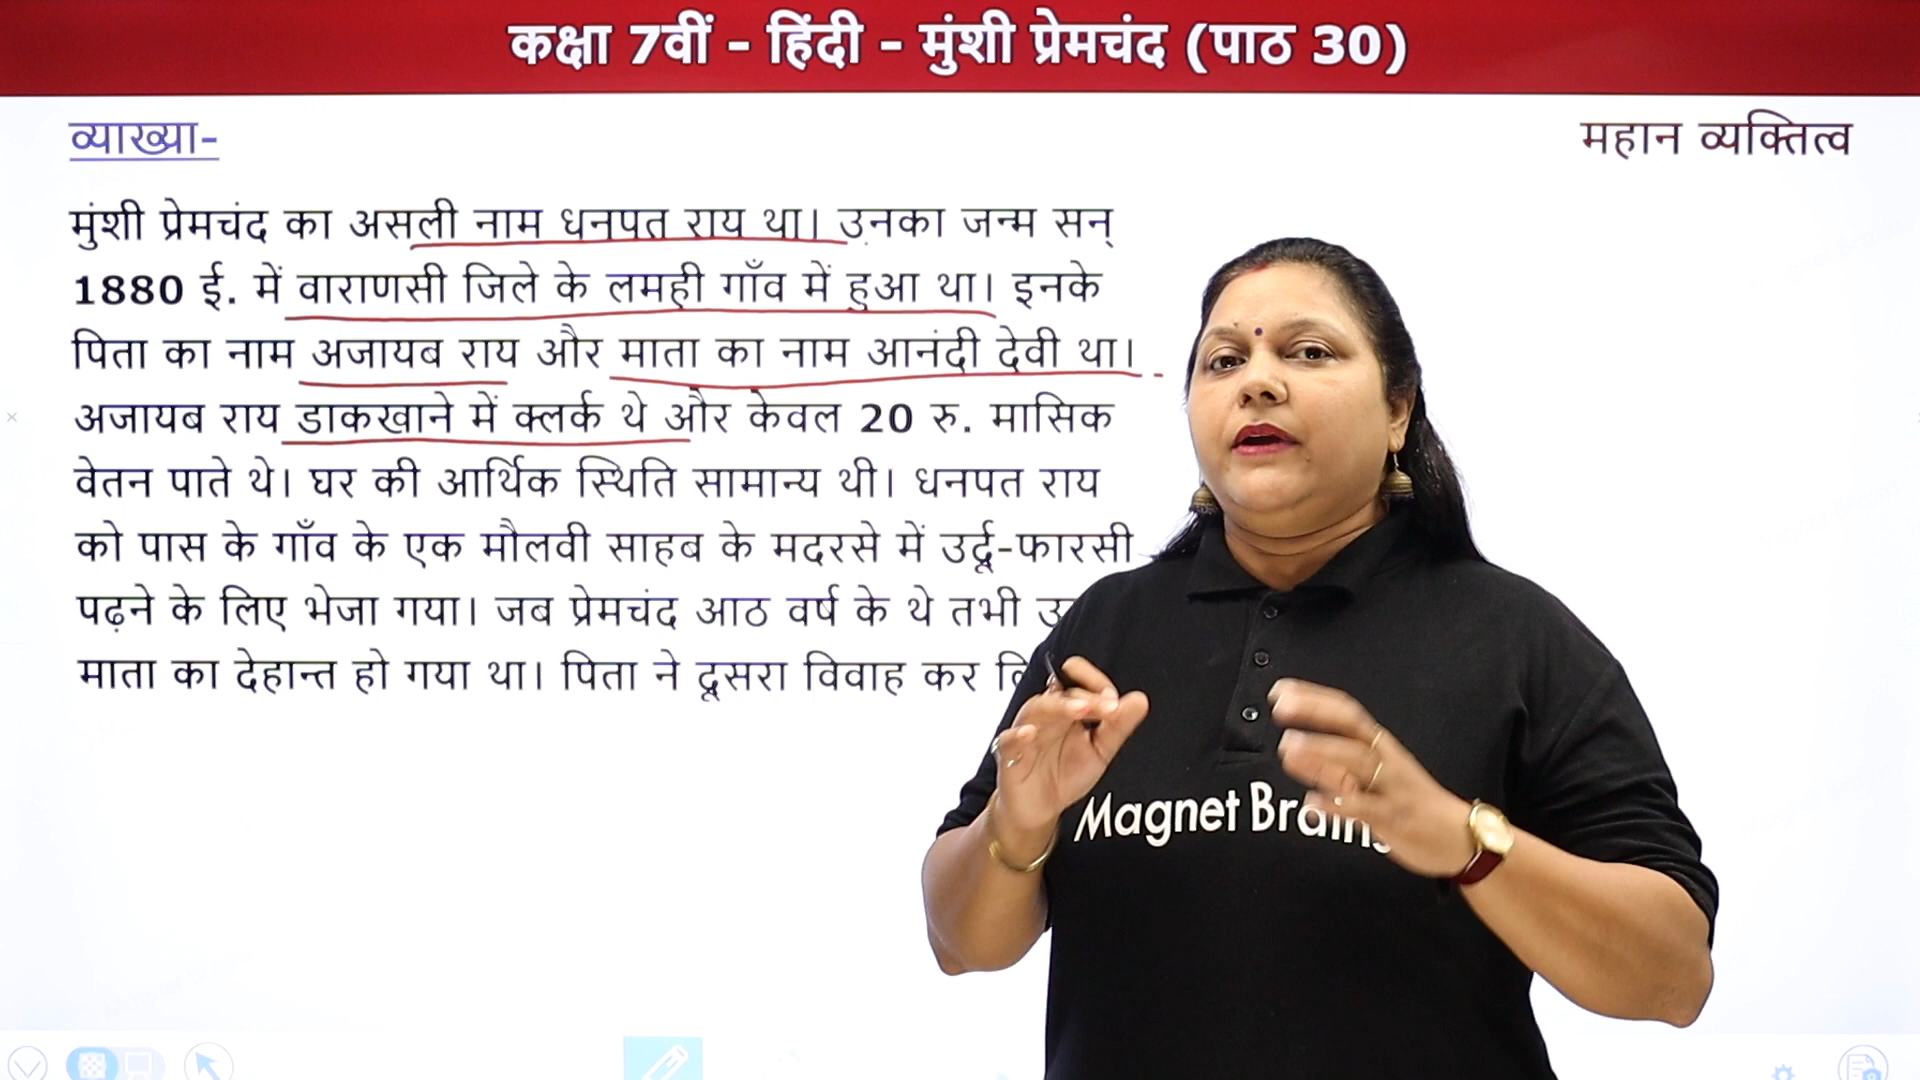 कक्षा 7वीं - हिंदी - मुंशी प्रेमचंद (पाठ 30)
व्याख्या-
महान व्यक्तित्व
मुंशी प्रेमचंद का असली नाम धनपत राय था। उनका जन्म सन्
1880 ई. में वाराणसी जिले के लमही गाँव में हुआ था। इनके
पिता का नाम अजायब राय और माता का नाम आनंदी देवी था।
अजायब राय डाकखाने में क्लर्क थे और केवल 20 रु. मासिक
वेतन पाते थे। घर की आर्थिक स्थिति सामान्य थी। धनपत राय
को पास के गाँव के एक मौलवी साहब के मदरसे में उर्दू-फारसी
पढ़ने के लिए भेजा गया। जब प्रेमचंद आठ वर्ष के थे तभी
माता का देहान्त हो गया था। पिता ने दूसरा विवाह कर
Magnet Brains